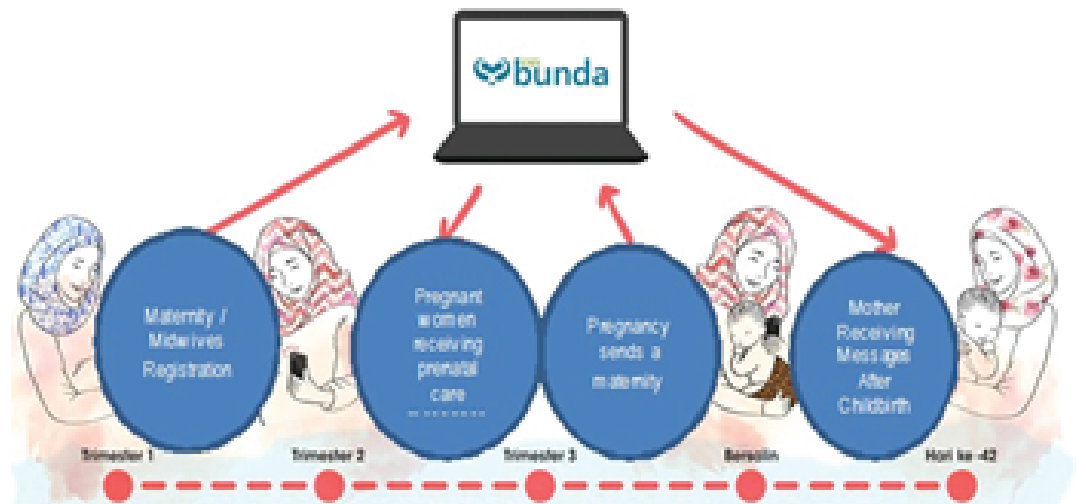 bunda
Maternity /
Midwives
Registration
Pregnant
women
receiving
prenatal
care
Pregnancy
sends a
maternity
Mother
Receiving
Messages
After
Childbirth
Trimester 1
Trimester 2
Trimester 3
Bersalin
Hari ke -42